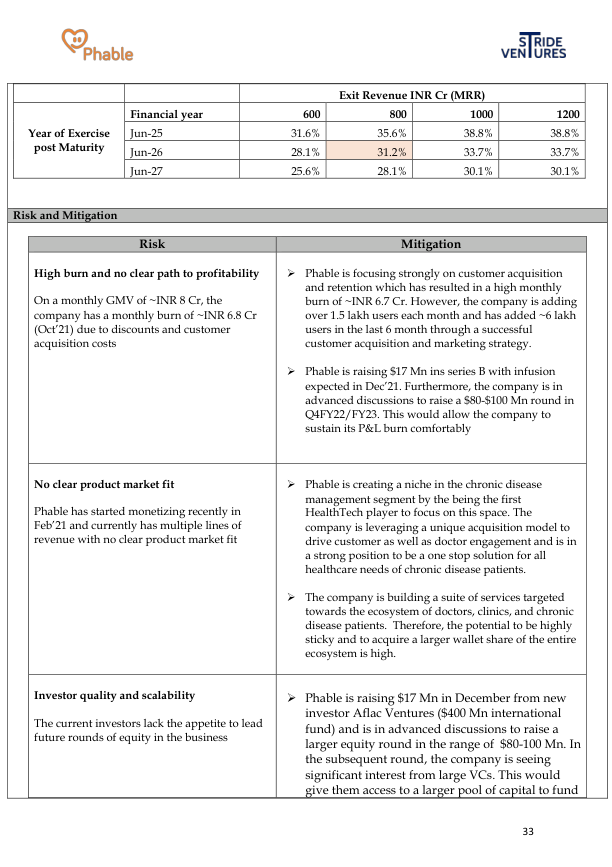 Phable
STRIDE
VENTURES
Exit Revenue INR Cr (MRR)
Financial year 600 800 1000 1200
Year of Exercise post Maturity
Jun-25 31.6% 35.6% 38.8% 38.8%
Jun-26 28.1% 31.2% 33.7% 33.7%
Jun-27 25.6% 28.1% 30.1% 30.1%
Risk and Mitigation
Risk Mitigation
High burn and no clear path to profitability
On a monthly GMV of ~INR 8 Cr, the
company has a monthly burn of ~INR 6.8 Cr
(Oct’21) due to discounts and customer
acquisition costs
➢ Phable is focusing strongly on customer acquisition
and retention which has resulted in a high monthly
burn of ~INR 6.7 Cr. However, the company is adding
over 1.5 lakh users each month and has added ~6 lakh
users in the last 6 month through a successful
customer acquisition and marketing strategy.
➢ Phable is raising $17 Mn ins series B with infusion
expected in Dec’21. Furthermore, the company is in
advanced discussions to raise a $80-$100 Mn round in
Q4FY22/FY23. This would allow the company to
sustain its P&L burn comfortably
No clear product market fit
Phable has started monetizing recently in
Feb’21 and currently has multiple lines of
revenue with no clear product market fit
➢ Phable is creating a niche in the chronic disease
management segment by the being the first
HealthTech player to focus on this space. The
company is leveraging a unique acquisition model to
drive customer as well as doctor engagement and is in
a strong position to be a one stop solution for all
healthcare needs of chronic disease patients.
➢ The company is building a suite of services targeted
towards the ecosystem of doctors, clinics, and chronic
disease patients. Therefore, the potential to be highly
sticky and to acquire a larger wallet share of the entire
ecosystem is high.
Investor quality and scalability
The current investors lack the appetite to lead
future rounds of equity in the business
➢ Phable is raising $17 Mn in December from new
investor Aflac Ventures ($400 Mn international
fund) and is in advanced discussions to raise a
larger equity round in the range of $80-100 Mn. In
the subsequent round, the company is seeing
significant interest from large VCs. This would
give them access to a larger pool of capital to fund
33